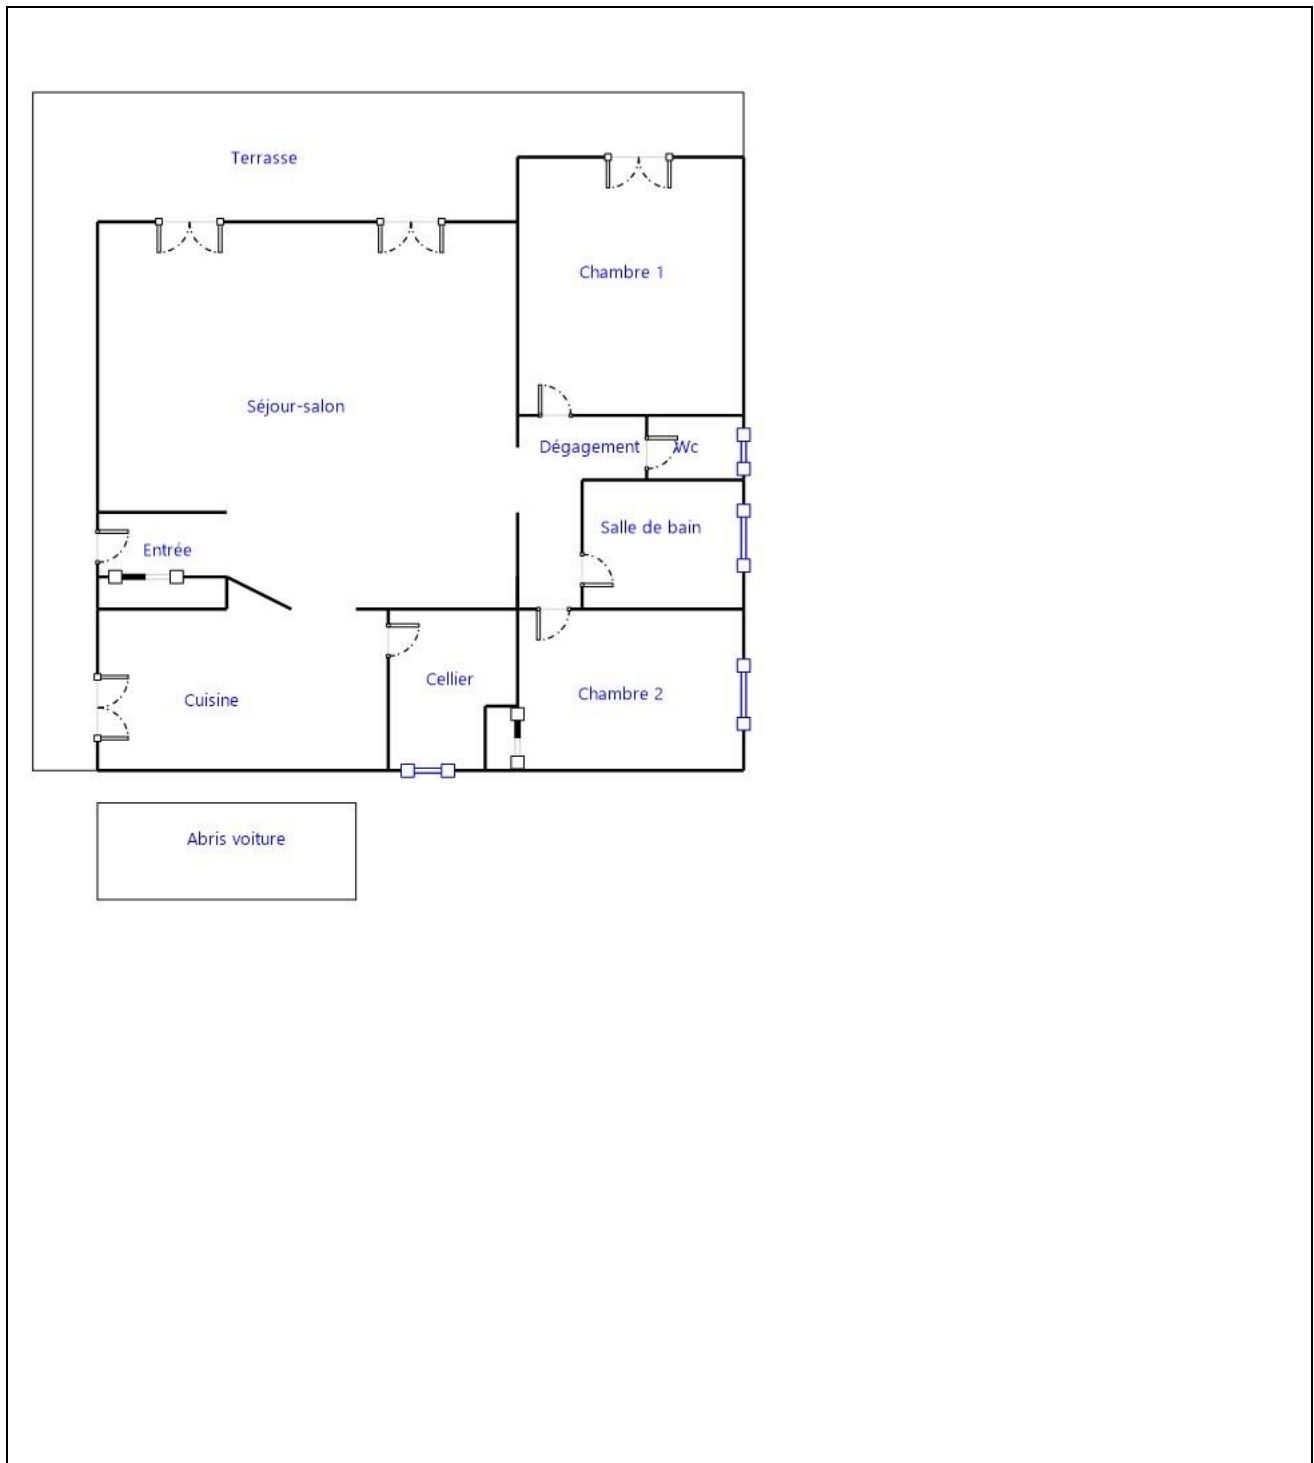 Terrasse
Chambre 1
Séjour-salon
Dégagement
Wc
Salle de bain
Entrée
Cellier
Chambre 2
Cuisine
Abris voiture